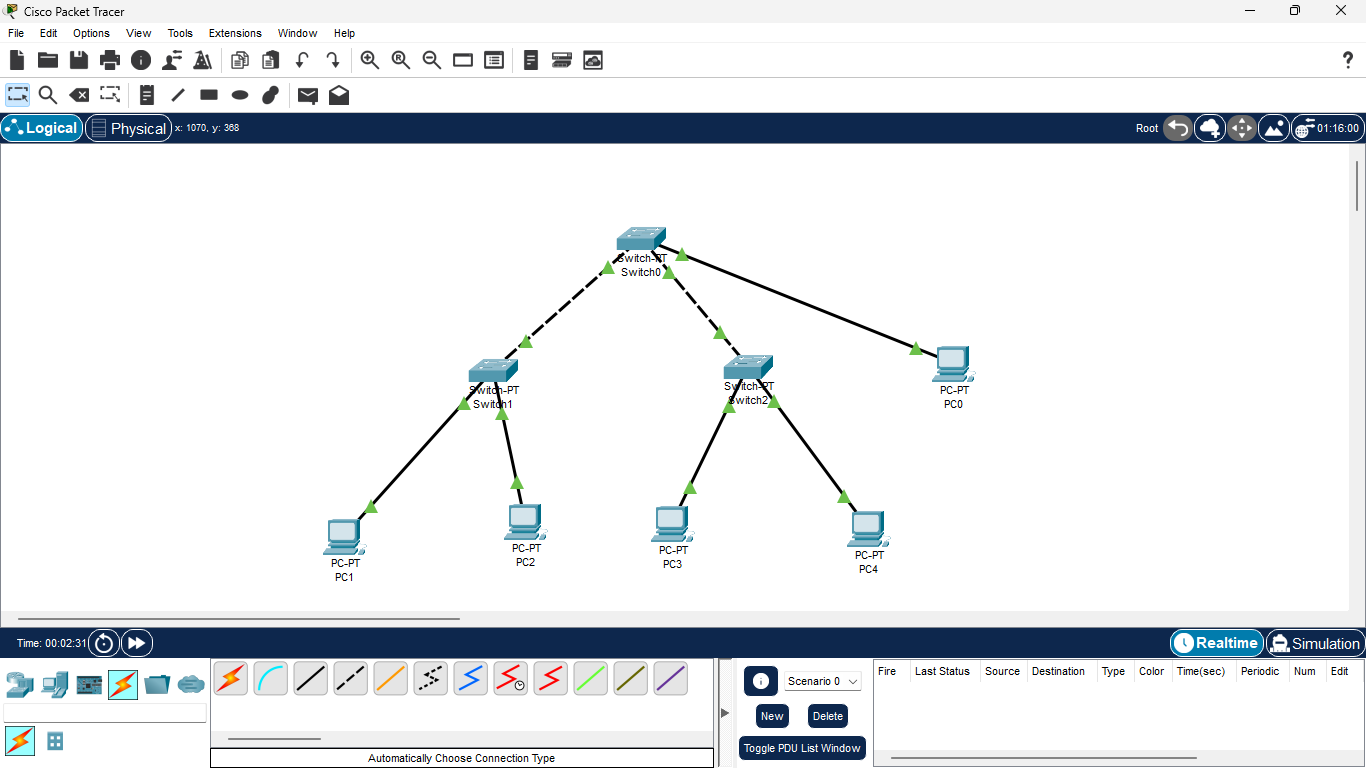 Cisco Packet Tracer
File Edit Options View Tools Extensions Window Help
Logical Physical x: 1070, y: 368 Root 01:16:00
Switch-PT
Switch0
Switch-PT
Switch1
Switch-PT
Switch2
PC-PT
PC0
PC-PT
PC1
PC-PT
PC2
PC-PT
PC3
PC-PT
PC4
Time: 00:02:31 Realtime Simulation
Scenario 0
New Delete
Toggle PDU List Window
Fire Last Status Source Destination Type Color Time(sec) Periodic Num Edit
Automatically Choose Connection Type